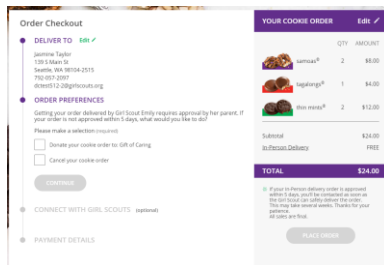 Order Checkout
DELIVER TO Edit
Jasmine Taylor
139 S Main St
Seattle, WA 98104-2515
792-057-2097
dctest512-2@girlscouts.org
ORDER PREFERENCES
Getting your order delivered by Girl Scout Emily requires approval by her parent. If
your order is not approved within 5 days, what would you like to do?
Please make a selection (required)
Donate your cookie order to: Gift of Caring
Cancel your cookie order
CONTINUE
CONNECT WITH GIRL SCOUTS (optional)
PAYMENT DETAILS
YOUR COOKIE ORDER Edit
QTY AMOUNT
samoas® 2 $8.00
tagalongs® 1 $4.00
thin mints® 2 $12.00
Subtotal $24.00
In-Person Delivery FREE
TOTAL $24.00
If your In-Person delivery order is approved
within 5 days, you'll be contacted as soon as
the Girl Scout can safely deliver the order.
This may take several weeks. Thanks for your
patience.
All sales are final.
PLACE ORDER